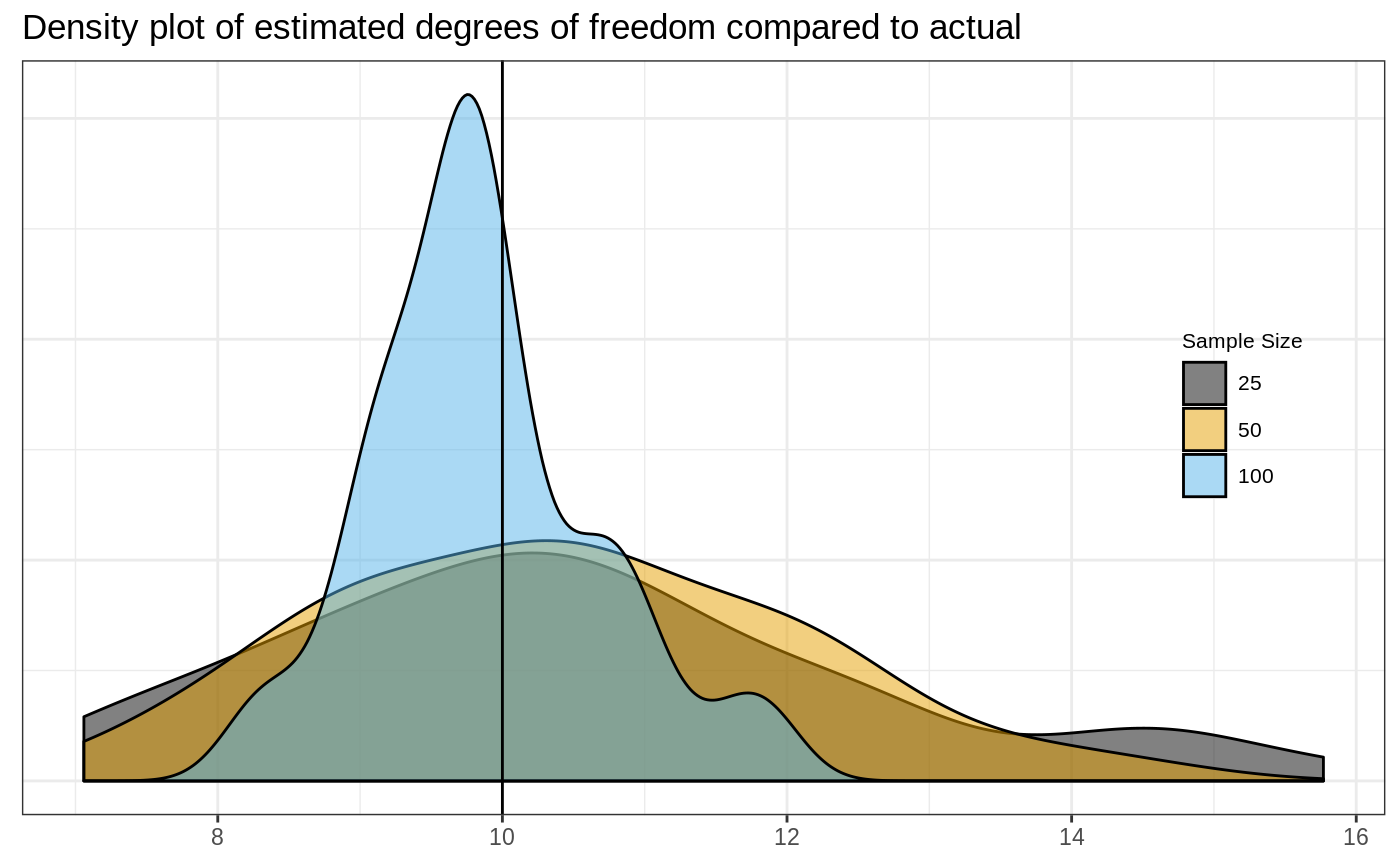 Density plot of estimated degrees of freedom compared to actual
Sample Size
25
50
100
8 10 12 14 16